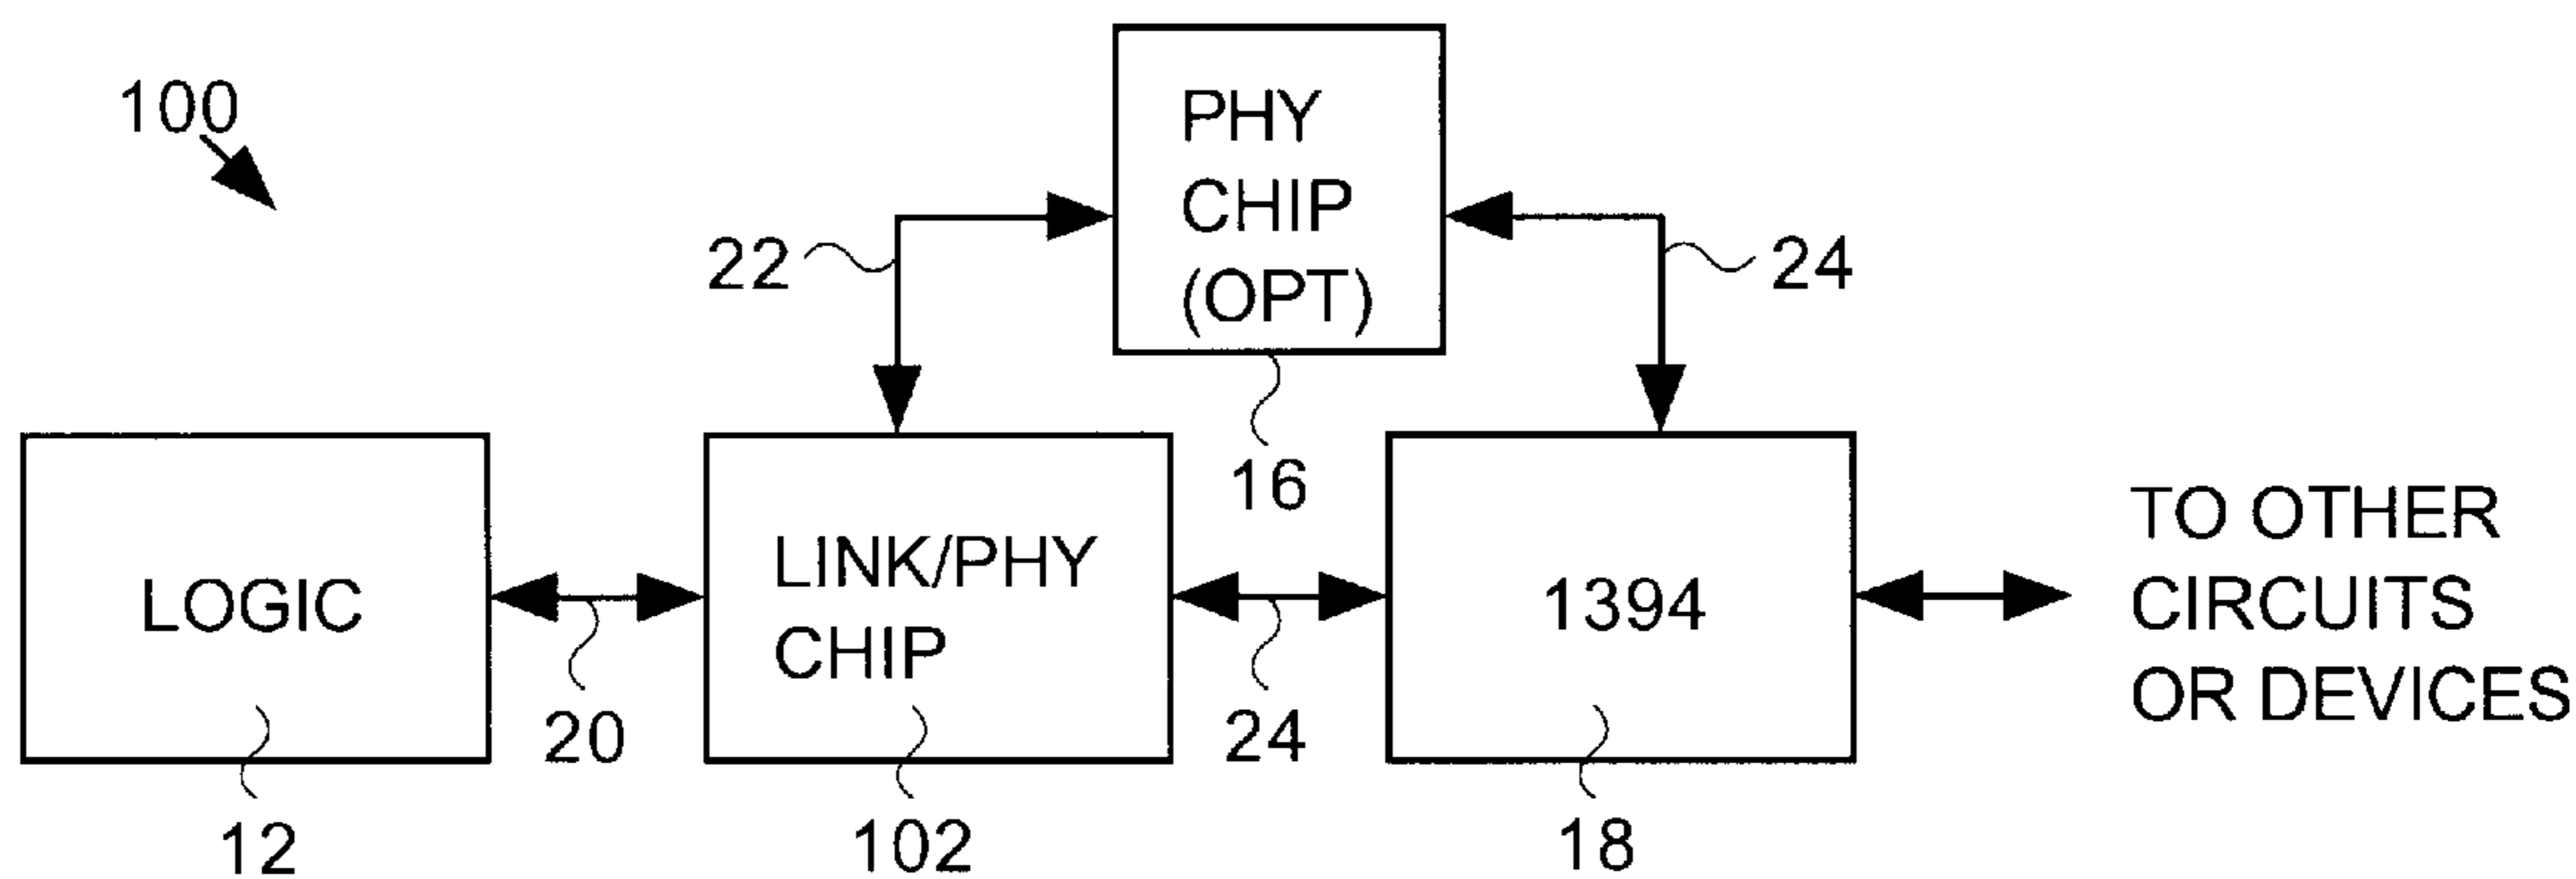 100
PHY
CHIP
(OPT)
22
24
16
LOGIC
20
LINK/PHY
CHIP
24
1394
TO OTHER
CIRCUITS
OR DEVICES
12
102
18